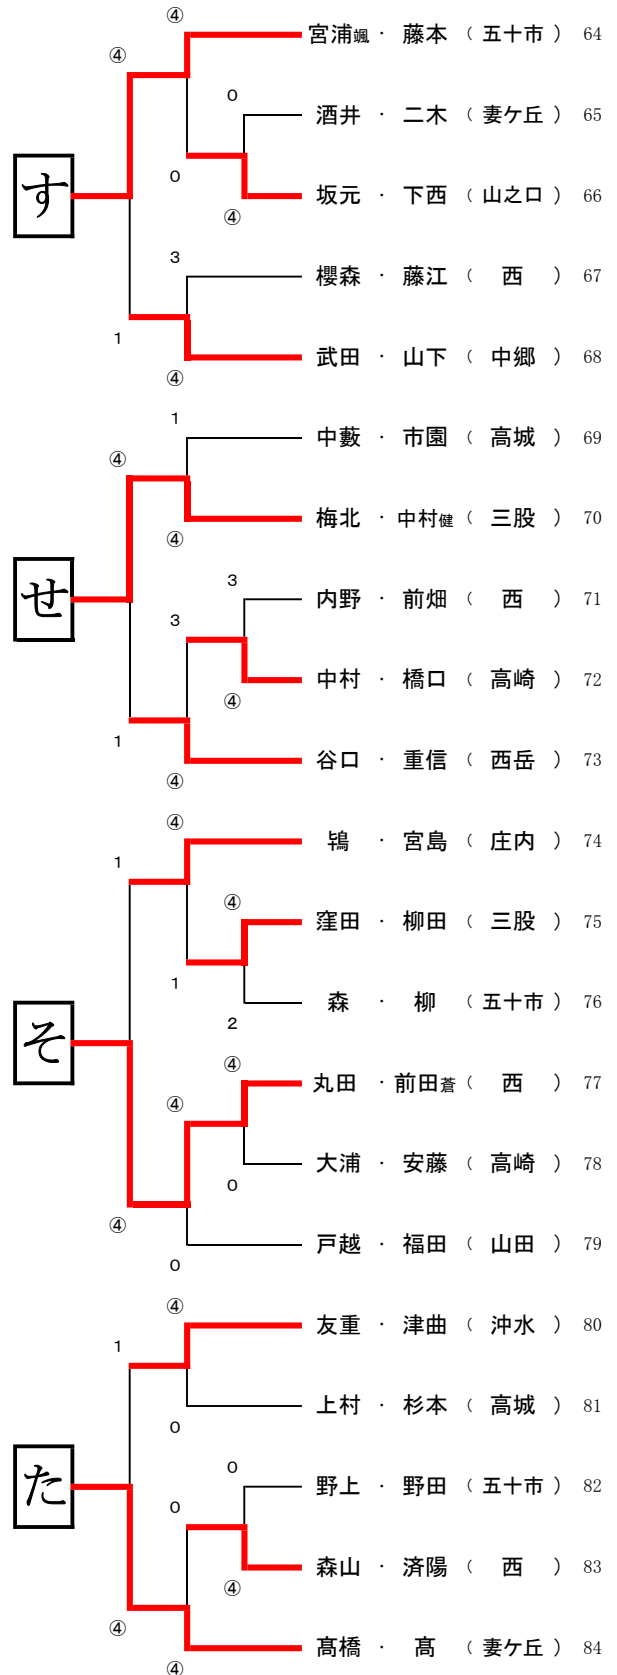 ④
宮浦颯 ・ 藤本 （ 五十市 ） 64
④
0
酒井 ・ 二木 （ 妻ケ丘 ） 65
す
0
坂元 ・ 下西 （ 山之口 ） 66
④
3
櫻森 ・ 藤江 （ 西 ） 67
1
武田 ・ 山下 （ 中郷 ） 68
④
1
中藪 ・ 市園 （ 高城 ） 69
④
梅北 ・ 中村健 （ 三股 ） 70
④
3
せ
内野 ・ 前畑 （ 西 ） 71
3
中村 ・ 橋口 （ 高崎 ） 72
④
1
谷口 ・ 重信 （ 西岳 ） 73
④
④
鴇 ・ 宮島 （ 庄内 ） 74
1
④
窪田 ・ 柳田 （ 三股 ） 75
1
森 ・ 柳 （ 五十市 ） 76
2
そ
④
丸田 ・ 前田蒼 （ 西 ） 77
④
大浦 ・ 安藤 （ 高崎 ） 78
0
④
戸越 ・ 福田 （ 山田 ） 79
0
④
友重 ・ 津曲 （ 沖水 ） 80
1
上村 ・ 杉本 （ 高城 ） 81
0
0
た
野上 ・ 野田 （ 五十市 ） 82
0
森山 ・ 済陽 （ 西 ） 83
④
④
髙橋 ・ 髙 （ 妻ケ丘 ） 84
④